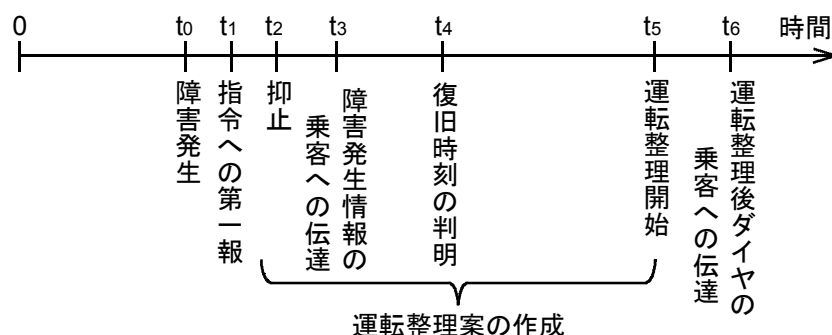 0 t0 t1 t2 t3 t4 t5 t6 時間
障害発生
指令への第一報
抑止
障害発生情報の
乗客への伝達
復旧時刻の判明
運転整理開始
運転整理後ダイヤの
乗客への伝達
運転整理案の作成